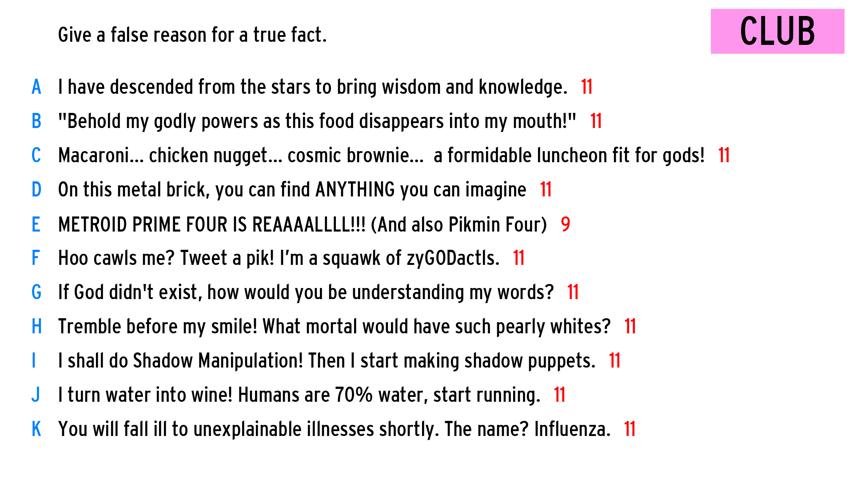 Give a false reason for a true fact.
CLUB
A I have descended from the stars to bring wisdom and knowledge. 11
B "Behold my godly powers as this food disappears into my mouth!" 11
C Macaroni... chicken nugget... cosmic brownie... a formidable luncheon fit for gods! 11
D On this metal brick, you can find ANYTHING you can imagine 11
E METROID PRIME FOUR IS REAAAALLLL!!! (And also Pikmin Four) 9
F Hoo cawls me? Tweet a pik! I'm a squawk of zyGODactls. 11
G If God didn't exist, how would you be understanding my words? 11
H Tremble before my smile! What mortal would have such pearly whites? 11
I I shall do Shadow Manipulation! Then I start making shadow puppets. 11
J I turn water into wine! Humans are 70% water, start running. 11
K You will fall ill to unexplainable illnesses shortly. The name? Influenza. 11